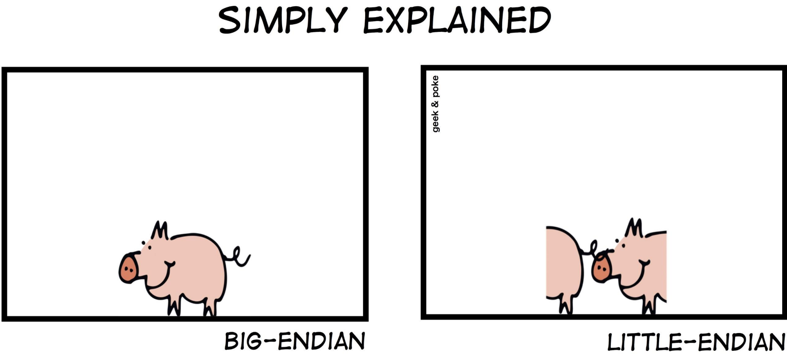 SIMPLY EXPLAINED
geek & poke
BIG-ENDIAN
LITTLE-ENDIAN